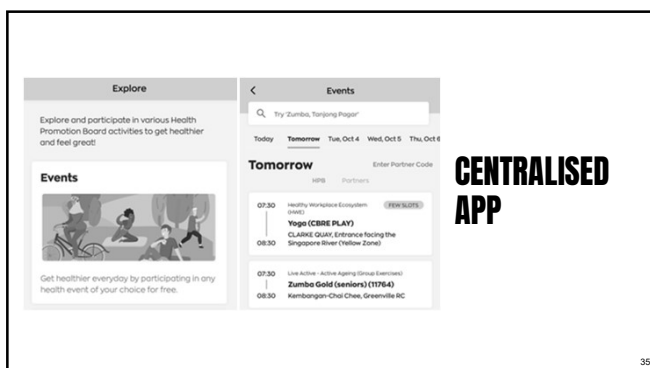 Explore
Explore and participate in various Health
Promotion Board activities to get healthier
and feel great!
Events
Get healthier everyday by participating in any
health event of your choice for free.
Events
Try 'Zumba, Tanjong Pagar'
Today Tomorrow Tue, Oct 4 Wed, Oct 5 Thu, Oct 6
Tomorrow Enter Partner Code
HPB Partners
07:30 Healthy Workplace Ecosystem FEW SLOTS
(HWE)
Yoga (CBRE PLAY)
CLARKE QUAY, Entrance facing the
08:30 Singapore River (Yellow Zone)
07:30 Live Active - Active Ageing (Group Exercises)
Zumba Gold (seniors) (11764)
08:30 Kembangan-Chai Chee, Greenville RC
CENTRALISED
APP
35